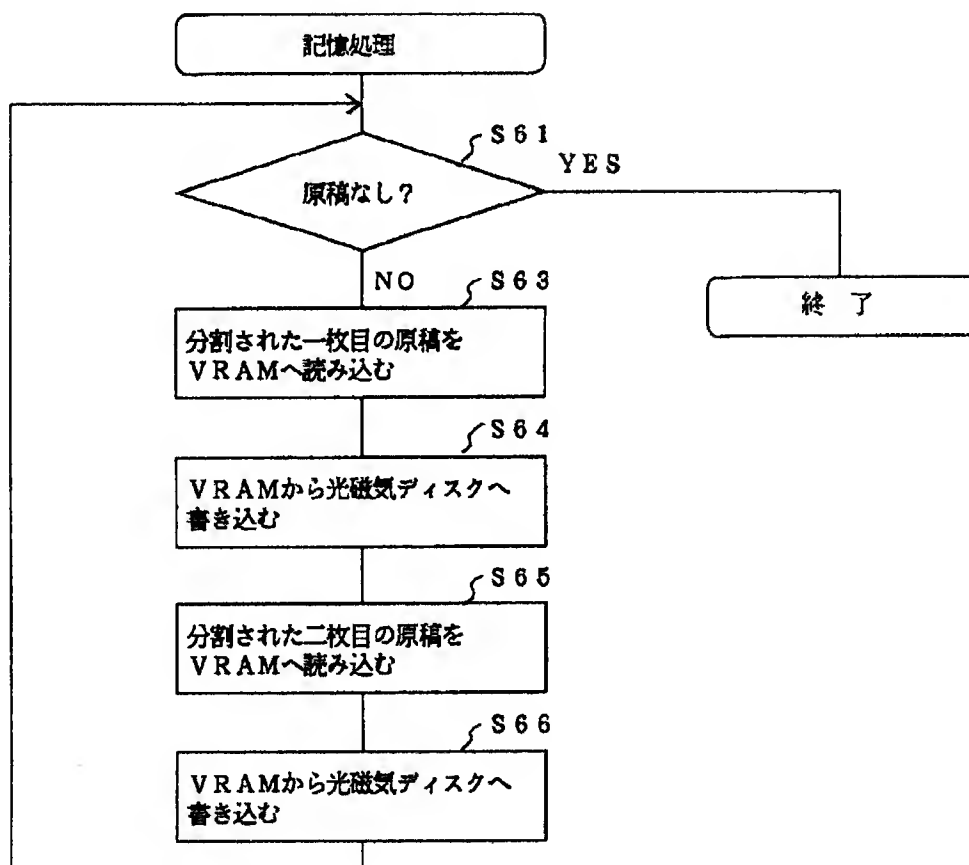 記憶処理
S61
YES
原稿なし？
NO
S63
終 了
分割された一枚目の原稿を
VRAMへ読み込む
S64
VRAMから光磁気ディスクへ
書き込む
S65
分割された二枚目の原稿を
VRAMへ読み込む
S66
VRAMから光磁気ディスクへ
書き込む